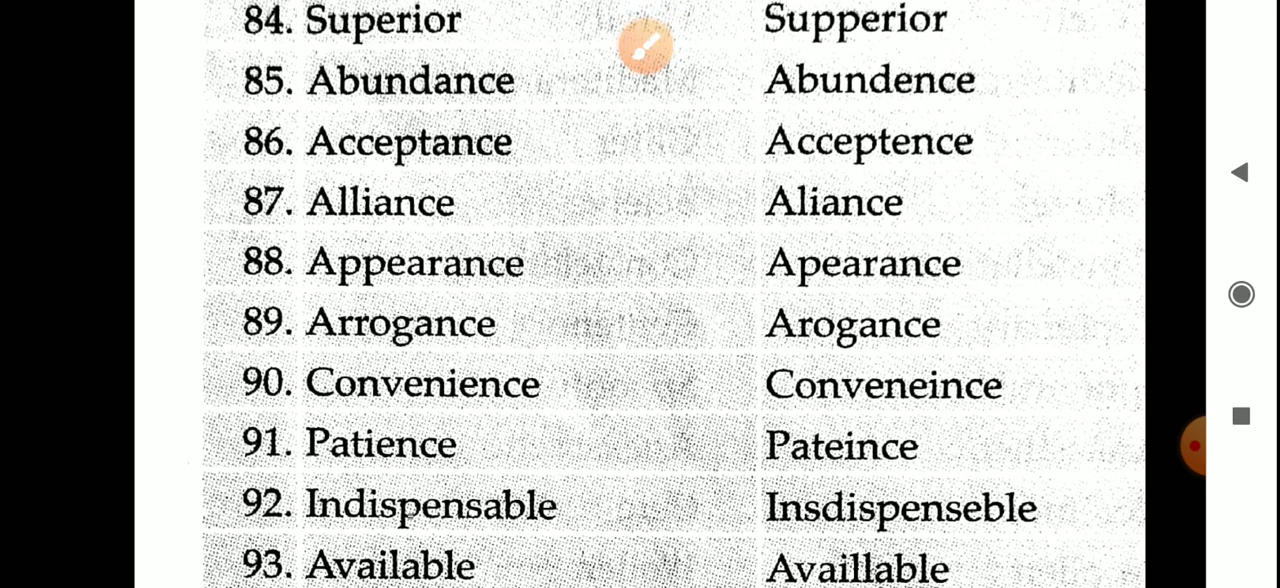 84. Superior Supperior
85. Abundance Abundence
86. Acceptance Acceptence
87. Alliance Aliance
88. Appearance Apearance
89. Arrogance Arogance
90. Convenience Conveneince
91. Patience Pateince
92. Indispensable Insdispenseble
93. Available Availlable